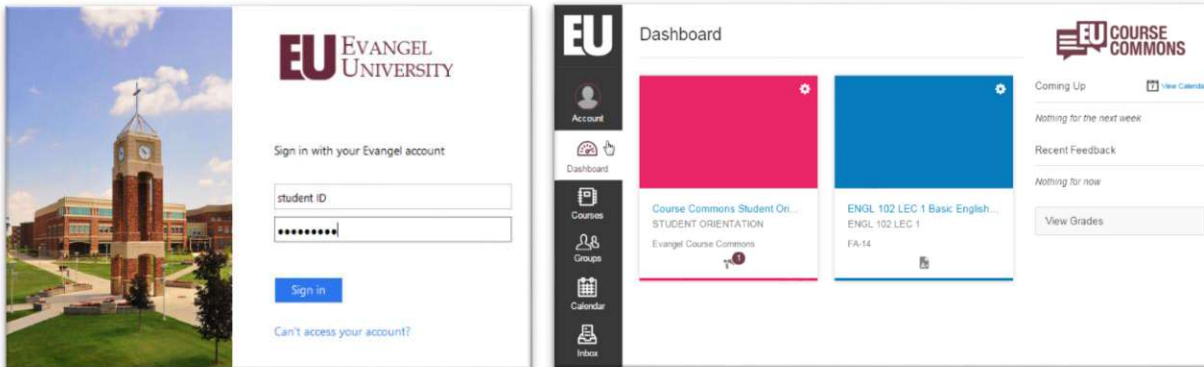 EU EVANGEL
UNIVERSITY
Sign in with your Evangel account
student ID
Sign in
Can't access your account?
EU
Account
Dashboard
Courses
Groups
Calendar
Inbox
Dashboard
Course Commons Student Ori...
STUDENT ORIENTATION
Evangel Course Commons
1
ENGL 102 LEC 1 Basic English...
ENGL 102 LEC 1
FA-14
EU COURSE
COMMONS
Coming Up 7 View Calenda
Nothing for the next week
Recent Feedback
Nothing for now
View Grades